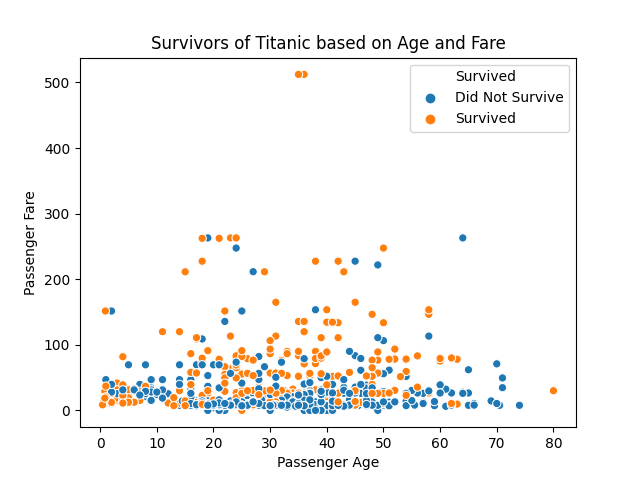 Survivors of Titanic based on Age and Fare
Survived
Did Not Survive
Survived
Passenger Fare
500
400
300
200
100
0
0 10 20 30 40 50 60 70 80
Passenger Age